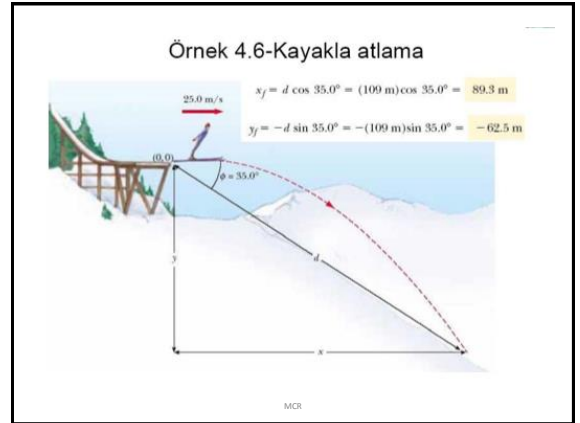 Örnek 4.6-Kayakla atlama
x_f = d cos 35.0° = (109 m)cos 35.0° = 89.3 m
25.0 m/s
y_f = −d sin 35.0° = −(109 m)sin 35.0° = −62.5 m
(0,0)
ϕ = 35.0°
y
d
x
MCR